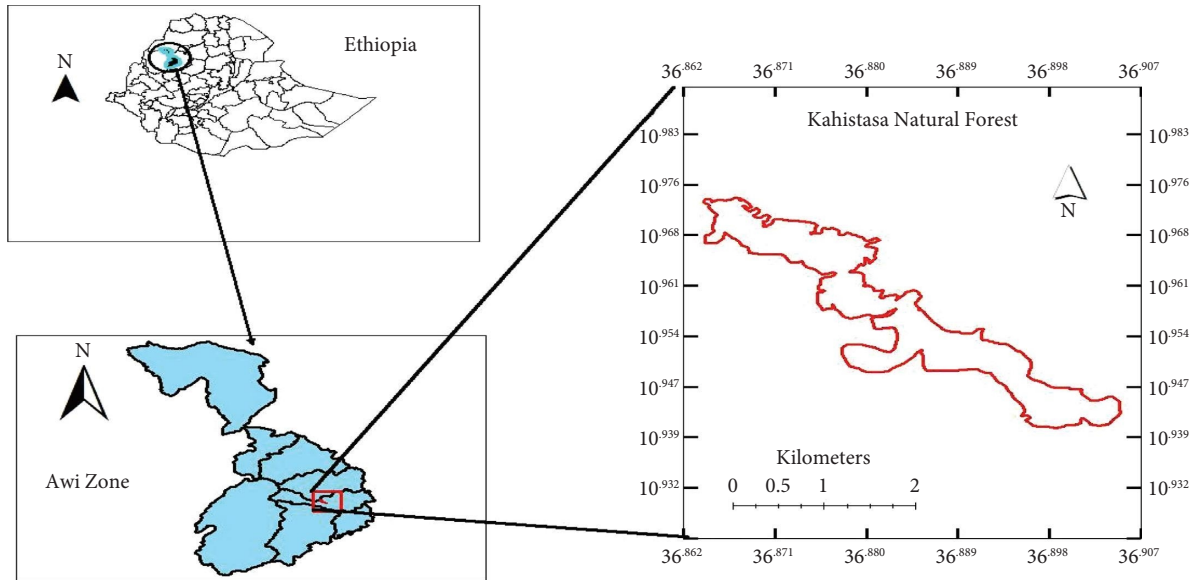 Ethiopia
N
N
Awi Zone
36.862 36.871 36.880 36.889 36.898 36.907
Kahistasa Natural Forest
10.983 10.983
10.976 10.976
N
10.968 10.968
10.961 10.961
10.954 10.954
10.947 10.947
10.939 10.939
Kilometers
10.932 10.932
0 0.5 1 2
36.862 36.871 36.880 36.889 36.898 36.907